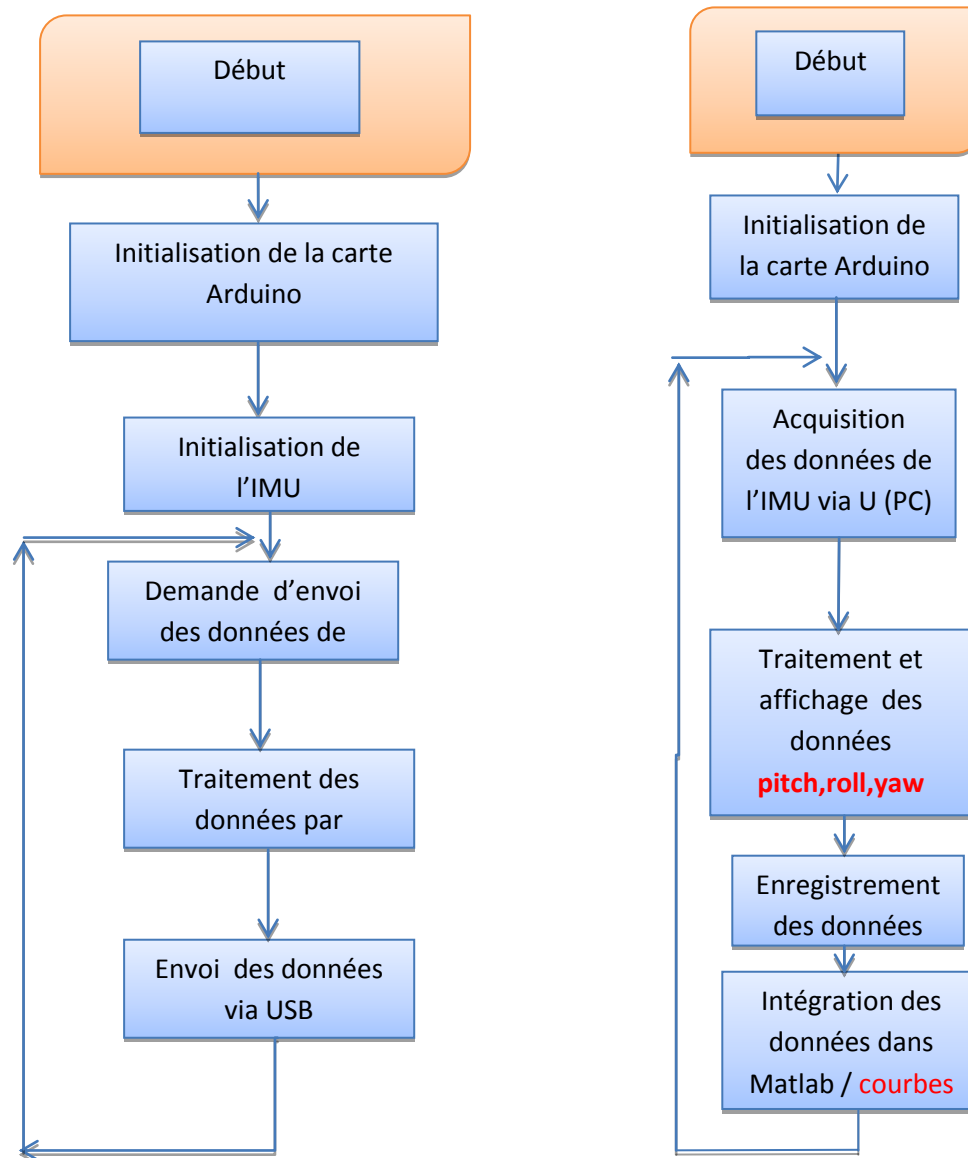 Début
Initialisation de la carte
Arduino
Initialisation de
l’IMU
Demande d’envoi
des données de
Traitement des
données par
Envoi des données
via USB
Début
Initialisation de
la carte Arduino
Acquisition
des données de
l’IMU via U (PC)
Traitement et
affichage des
données
pitch,roll,yaw
Enregistrement
des données
Intégration des
données dans
Matlab / courbes